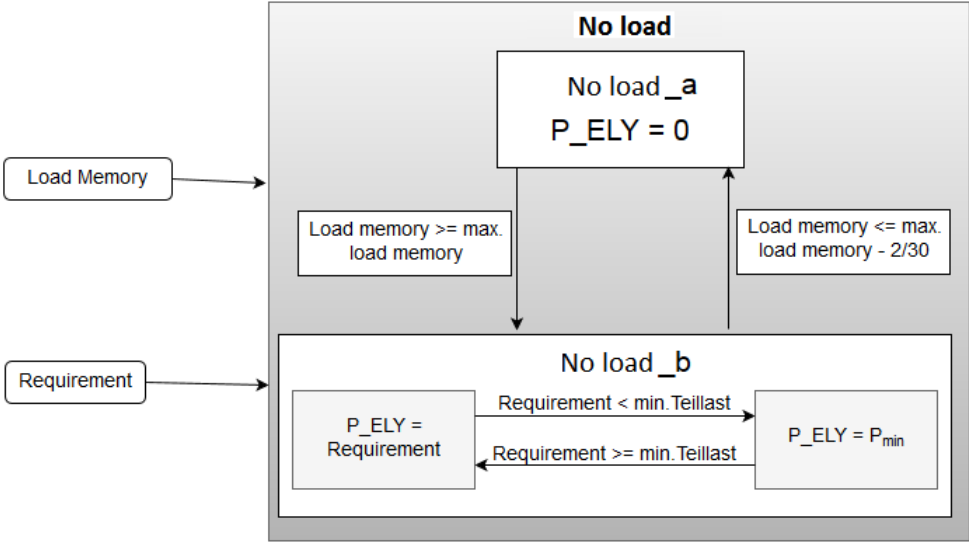 No load
No load _a
P_ELY = 0
Load Memory
Load memory >= max.
load memory
Load memory <= max.
load memory - 2/30
Requirement
No load _b
P_ELY =
Requirement
Requirement < min.Teillast
Requirement >= min.Teillast
P_ELY = Pmin